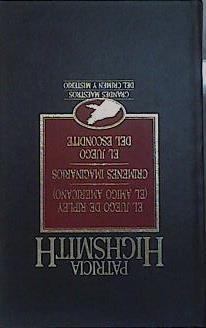 PATRICIA
HIGHSMITH
EL JUEGO DE RIPLEY
(EL AMIGO AMERICANO)
CRIMENES IMAGINARIOS
EL JUEGO
DEL ESCONDITE
GRANDES MAESTROS
DEL CRIMEN Y MISTERIO